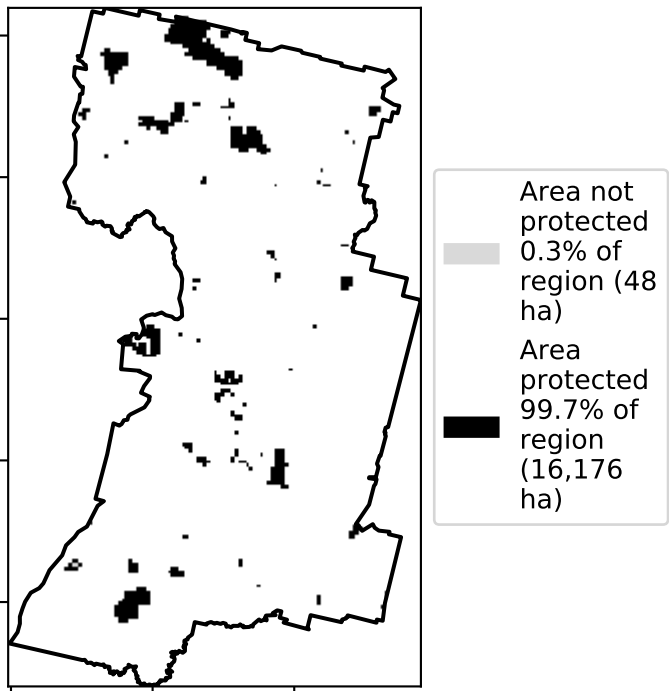 Area not
protected
0.3% of
region (48
ha)
Area
protected
99.7% of
region
(16,176
ha)